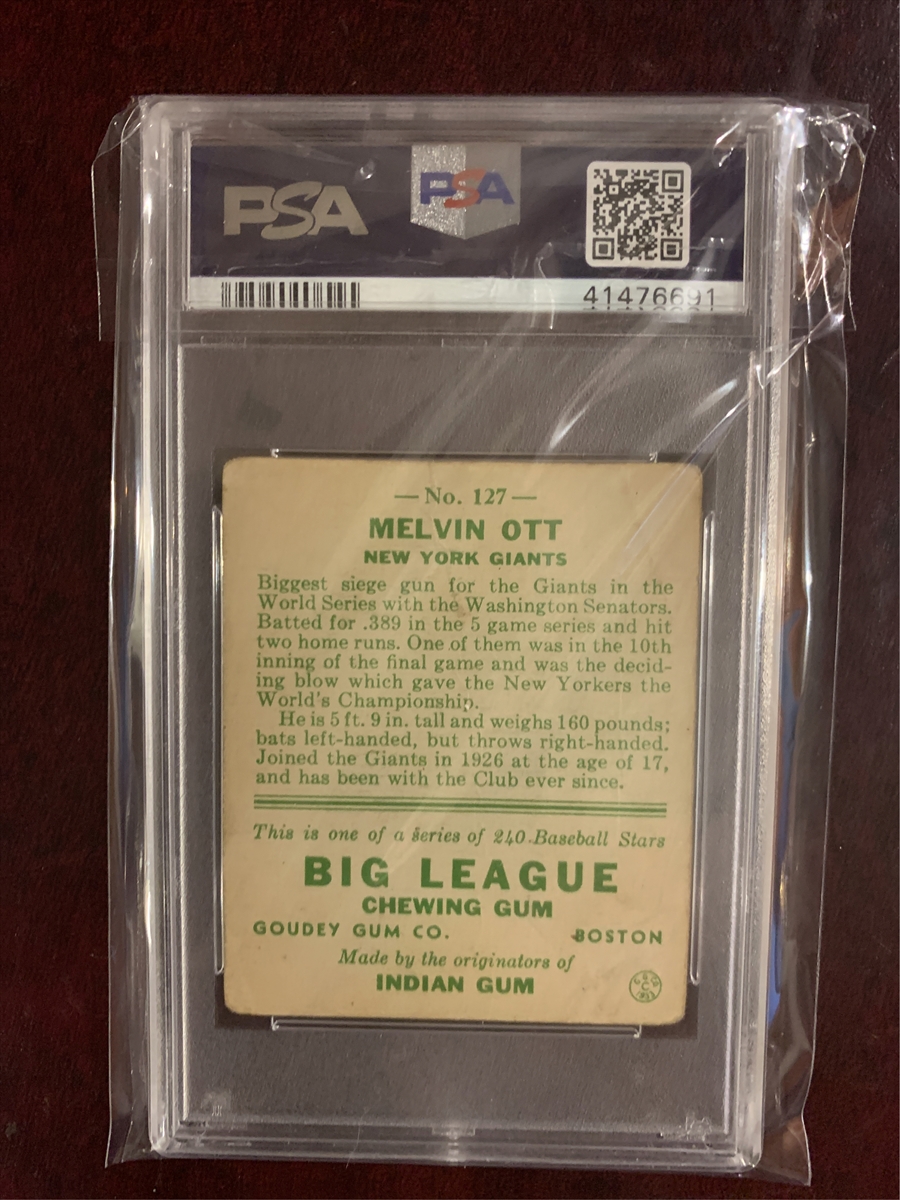 PSA PSA
41476691
— No. 127 —
MELVIN OTT
NEW YORK GIANTS
Biggest siege gun for the Giants in the
World Series with the Washington Senators.
Batted for .389 in the 5 game series and hit
two home runs. One of them was in the 10th
inning of the final game and was the decid-
ing blow which gave the New Yorkers the
World's Championship.
He is 5 ft. 9 in. tall and weighs 160 pounds;
bats left-handed, but throws right-handed.
Joined the Giants in 1926 at the age of 17,
and has been with the Club ever since.
This is one of a series of 240 Baseball Stars
BIG LEAGUE
CHEWING GUM
GOUDEY GUM CO. BOSTON
Made by the originators of
INDIAN GUM